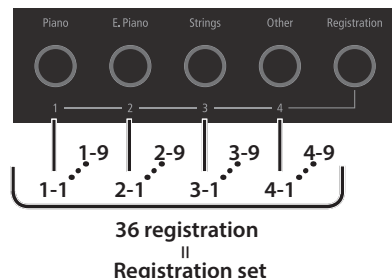 Piano E. Piano Strings Other Registration
1 2 3 4
1-9 2-9 3-9 4-9
1-1 2-1 3-1 4-1
36 registration
=
Registration set